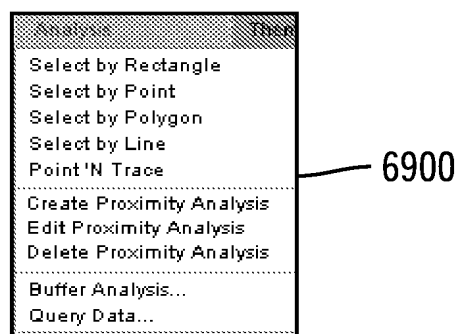 Analysis Them
Select by Rectangle
Select by Point
Select by Polygon
Select by Line
Point 'N Trace
6900
Create Proximity Analysis
Edit Proximity Analysis
Delete Proximity Analysis
Buffer Analysis...
Query Data...